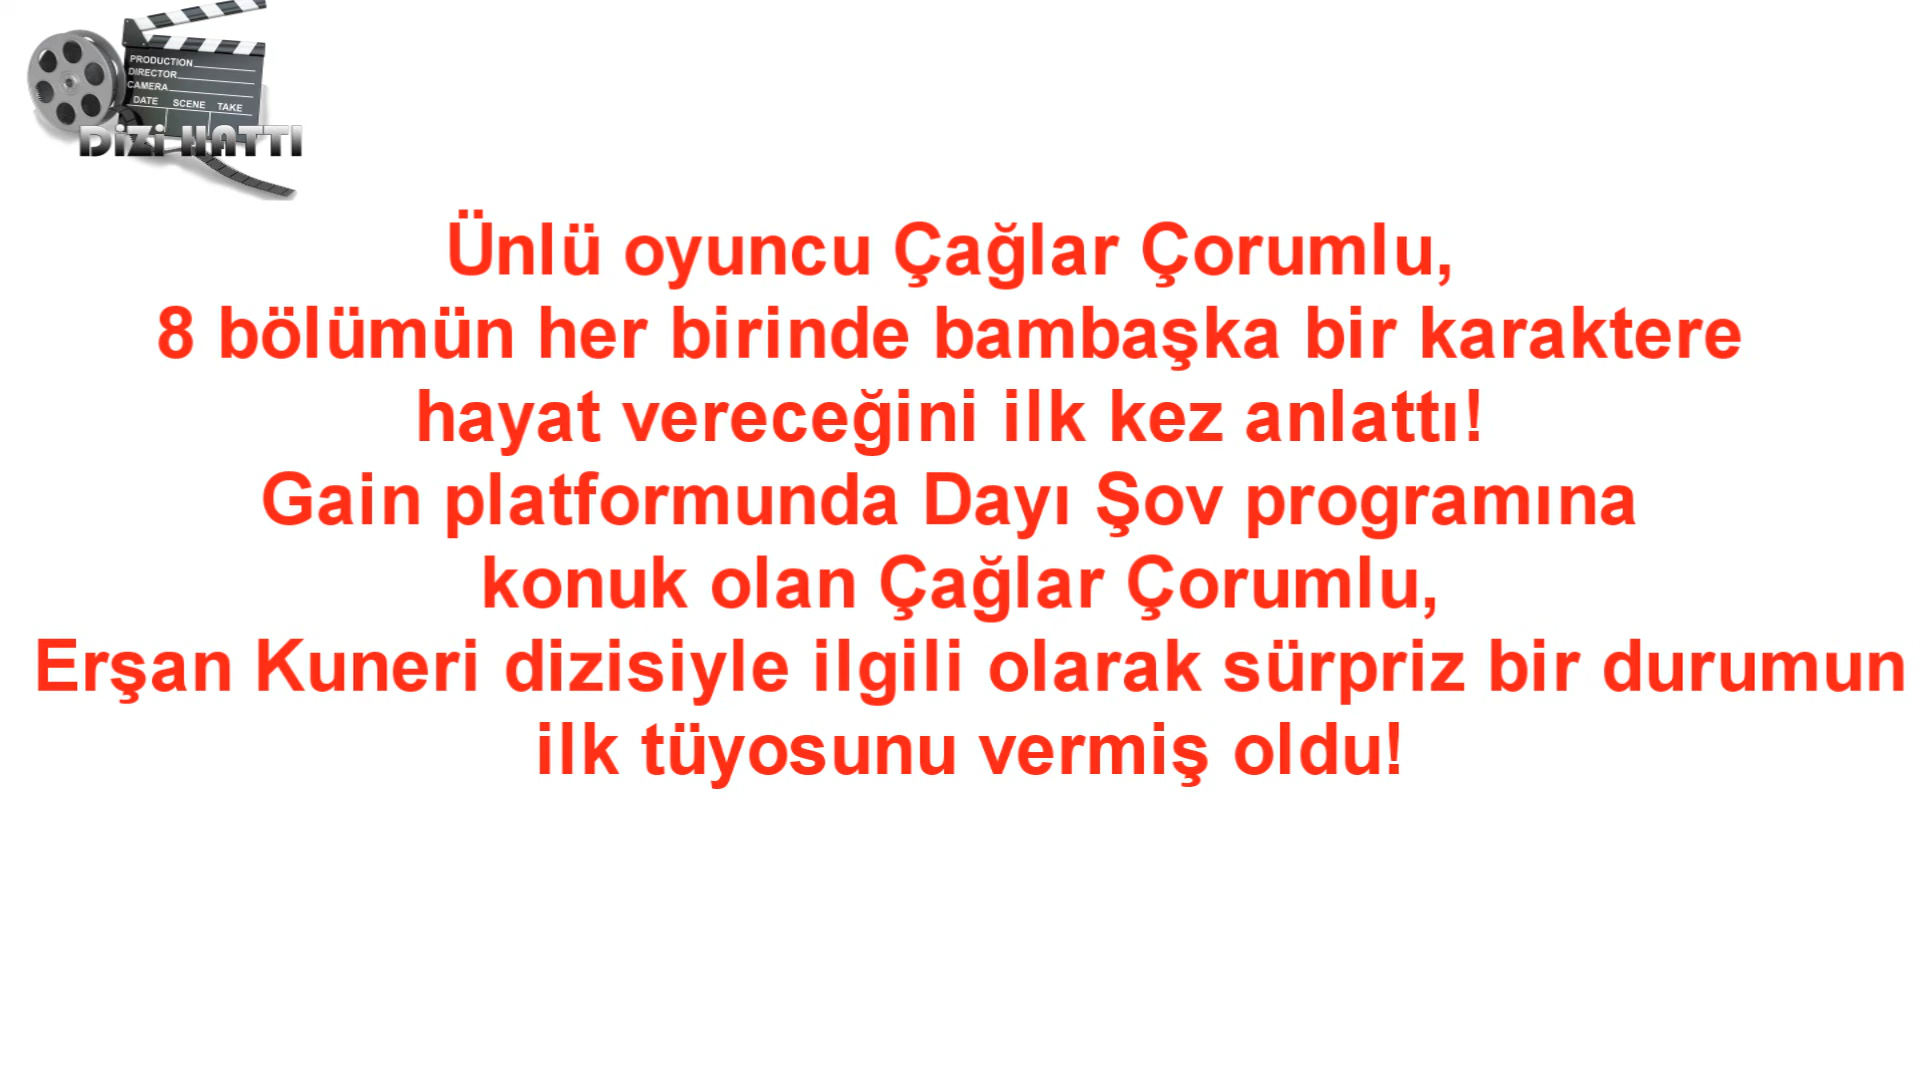 PRODUCTION
DIRECTOR
CAMERA
DATE SCENE TAKE
DiZi HATTI
Ünlü oyuncu Çağlar Çorumlu,
8 bölümün her birinde bambaşka bir karaktere
hayat vereceğini ilk kez anlattı!
Gain platformunda Dayı Şov programına
konuk olan Çağlar Çorumlu,
Erşan Kuneri dizisiyle ilgili olarak sürpriz bir durumun
ilk tüyosunu vermiş oldu!